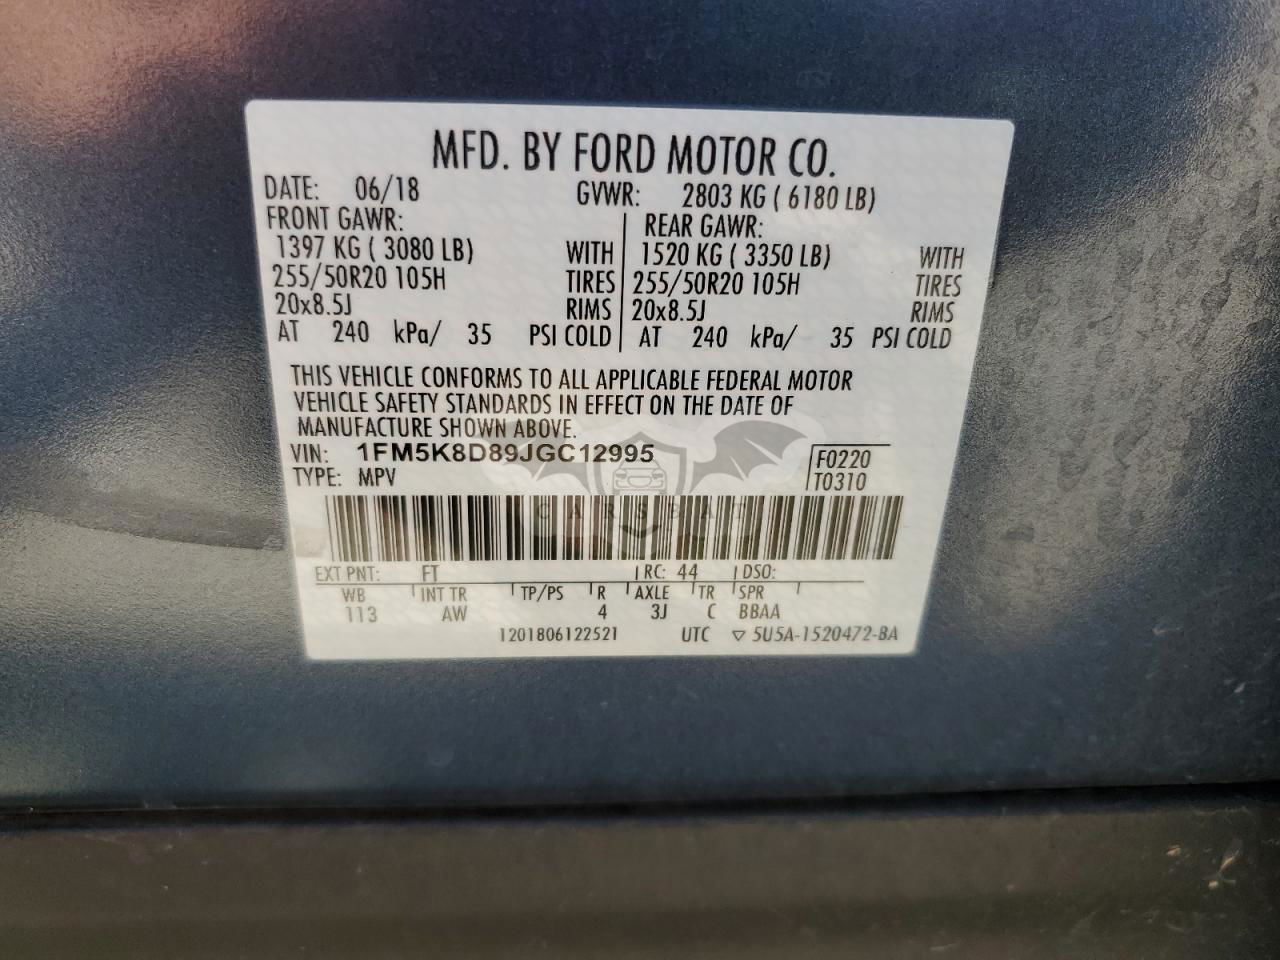 MFD. BY FORD MOTOR CO.
DATE: 06/18 GVWR: 2803 KG ( 6180 LB)
FRONT GAWR: REAR GAWR:
1397 KG ( 3080 LB) WITH 1520 KG ( 3350 LB) WITH
255/50R20 105H TIRES 255/50R20 105H TIRES
20x8.5J RIMS 20x8.5J RIMS
AT 240 kPa/ 35 PSI COLD AT 240 kPa/ 35 PSI COLD
THIS VEHICLE CONFORMS TO ALL APPLICABLE FEDERAL MOTOR
VEHICLE SAFETY STANDARDS IN EFFECT ON THE DATE OF
MANUFACTURE SHOWN ABOVE.
VIN: 1FM5K8D89JGC12995 F0220
TYPE: MPV T0310
CARSBAT
EXT PNT: FT RC: 44 DSO:
WB INT TR TP/PS R AXLE TR SPR
113 AW 4 3J C BBAA
1201806122521 UTC ▽ 5U5A-1520472-BA